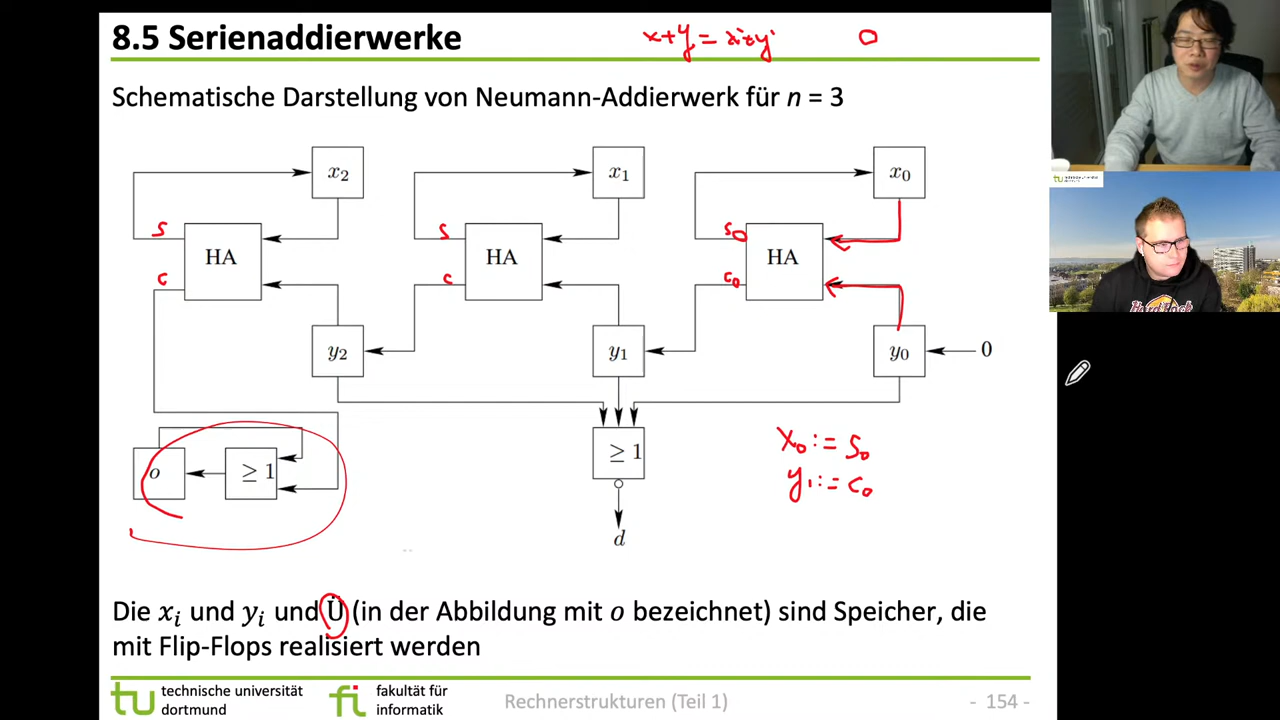 8.5 Serienaddierwerke
x+y = x'+y' 0
Schematische Darstellung von Neumann-Addierwerk für n = 3
x₂ x₁ x₀
s s s₀
HA HA HA
c c c₀
y₂ y₁ y₀ 0
o ≥ 1 ≥ 1
x₀ := s₀
y₁ := c₀
d
Die xᵢ und yᵢ und Ü (in der Abbildung mit o bezeichnet) sind Speicher, die
mit Flip-Flops realisiert werden
tu technische universität
dortmund
fi fakultät für
informatik
Rechnerstrukturen (Teil 1)
- 154 -